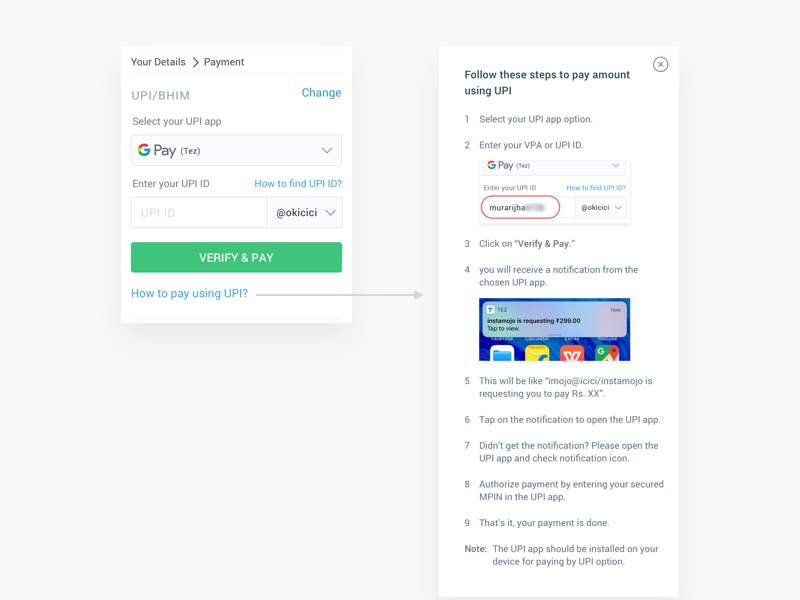 Your Details > Payment
UPI/BHIM Change
Select your UPI app
G Pay (Tez)
Enter your UPI ID How to find UPI ID?
UPI ID @okicici
VERIFY & PAY
How to pay using UPI?
Follow these steps to pay amount
using UPI
1 Select your UPI app option.
2 Enter your VPA or UPI ID.
G Pay (Tez)
Enter your UPI ID How to find UPI ID?
murarijha @okicici
3 Click on “Verify & Pay.”
4 you will receive a notification from the
chosen UPI app.
TEZ now
instamojo is requesting ₹299.00
Tap to view.
FaceTime Calculator Extras YouTube
5 This will be like “imojo@icici/instamojo is
requesting you to pay Rs. XX”.
6 Tap on the notification to open the UPI app.
7 Didn’t get the notification? Please open the
UPI app and check notification icon.
8 Authorize payment by entering your secured
MPIN in the UPI app.
9 That’s it, your payment is done.
Note: The UPI app should be installed on your
device for paying by UPI option.